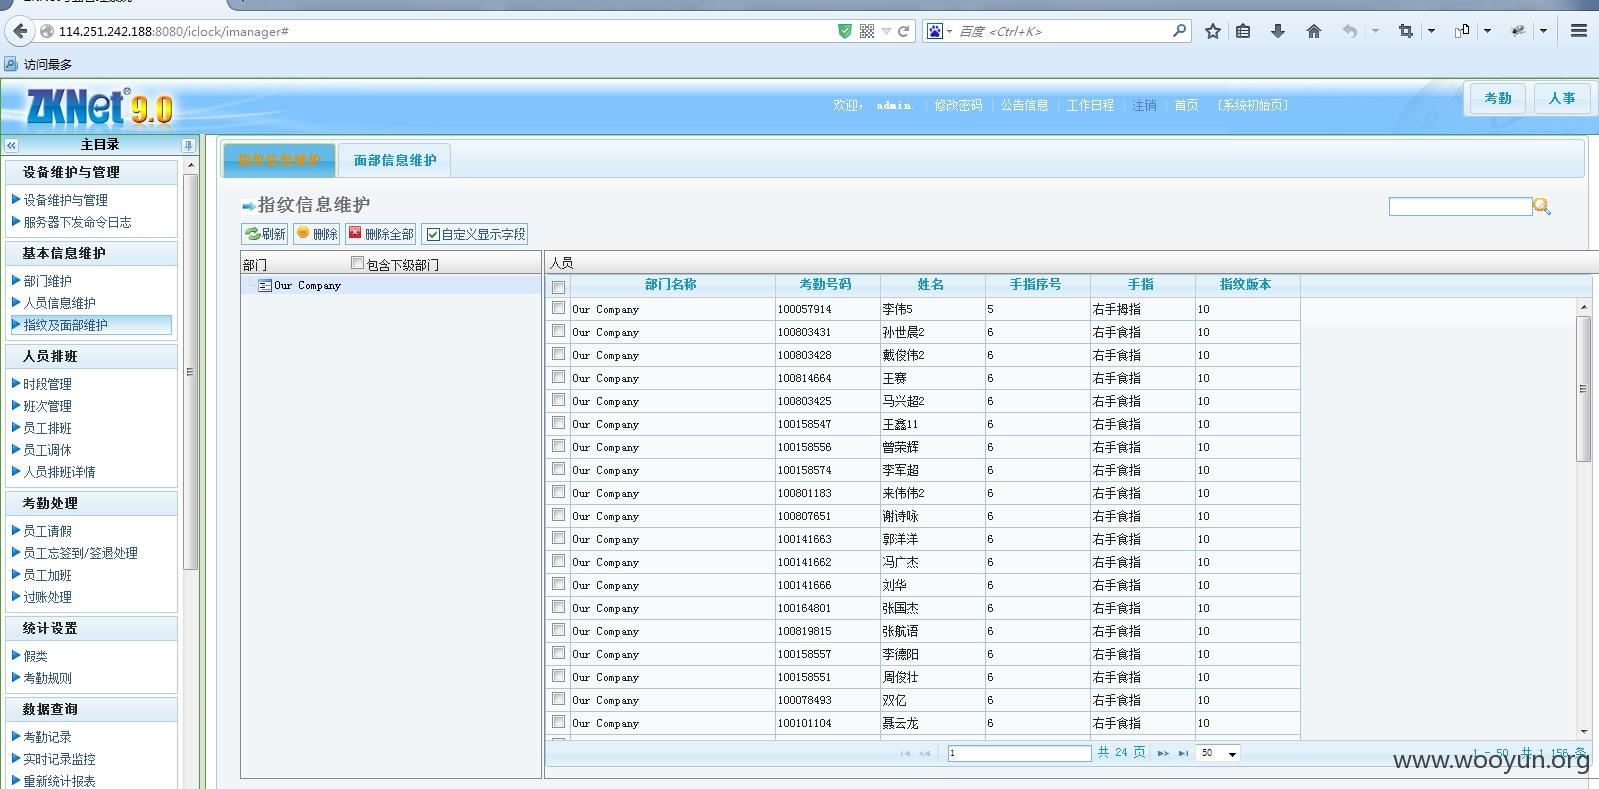 114.251.242.188:8080/iclock/imanager#
百度 <Ctrl+K>
访问最多
ZKNet® 9.0
欢迎, admin. 修改密码 公告信息 工作日程 注销 首页 [系统初始页]
考勤 人事
主目录
设备维护与管理
设备维护与管理
服务器下发命令日志
基本信息维护
部门维护
人员信息维护
指纹及面部维护
人员排班
时段管理
班次管理
员工排班
员工调休
人员排班详情
考勤处理
员工请假
员工忘签到/签退处理
员工加班
过账处理
统计设置
假类
考勤规则
数据查询
考勤记录
实时记录监控
重新统计报表
指纹信息维护 面部信息维护
指纹信息维护
刷新 删除 删除全部 自定义显示字段
部门 包含下级部门
Our Company
人员
部门名称 考勤号码 姓名 手指序号 手指 指纹版本
Our Company 100057914 李伟5 5 右手拇指 10
Our Company 100803431 孙世晨2 6 右手食指 10
Our Company 100803428 戴俊伟2 6 右手食指 10
Our Company 100814664 王赛 6 右手食指 10
Our Company 100803425 马兴超2 6 右手食指 10
Our Company 100158547 王鑫11 6 右手食指 10
Our Company 100158556 曾荣辉 6 右手食指 10
Our Company 100158574 李军超 6 右手食指 10
Our Company 100801183 来伟伟2 6 右手食指 10
Our Company 100807651 谢诗咏 6 右手食指 10
Our Company 100141663 郭洋洋 6 右手食指 10
Our Company 100141662 冯广杰 6 右手食指 10
Our Company 100141666 刘华 6 右手食指 10
Our Company 100164801 张国杰 6 右手食指 10
Our Company 100819815 张航语 6 右手食指 10
Our Company 100158557 李德阳 6 右手食指 10
Our Company 100158551 周俊壮 6 右手食指 10
Our Company 100078493 双亿 6 右手食指 10
Our Company 100101104 聂云龙 6 右手食指 10
1 共 24 页 50
1 - 50 共 1 156 条
www.wooyun.org